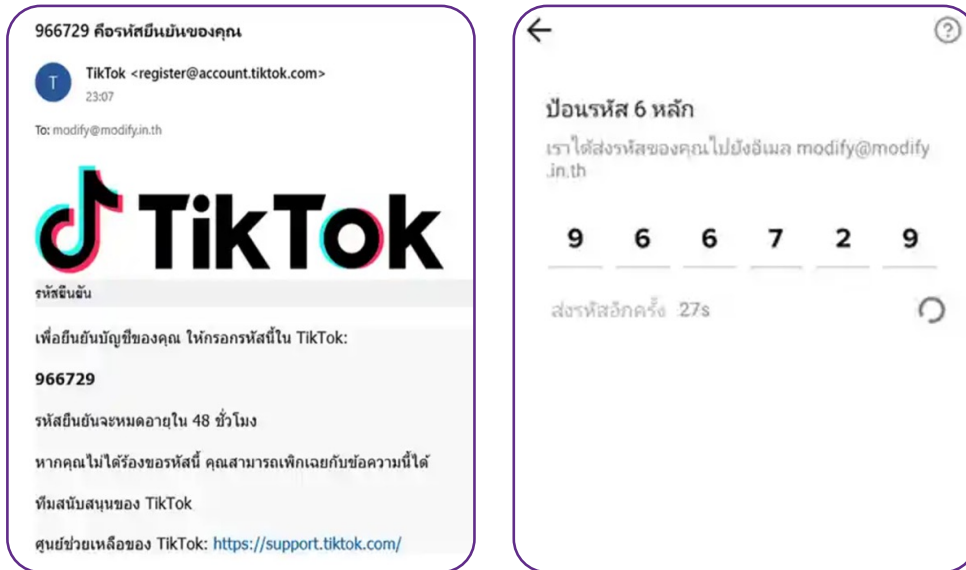 966729 คือรหัสยืนยันของคุณ
T
TikTok <register@account.tiktok.com>
23:07
To: modify@modify.in.th
TikTok
รหัสยืนยัน
เพื่อยืนยันบัญชีของคุณ ให้กรอกรหัสนี้ใน TikTok:
966729
รหัสยืนยันจะหมดอายุใน 48 ชั่วโมง
หากคุณไม่ได้ร้องขอรหัสนี้ คุณสามารถเพิกเฉยกับข้อความนี้ได้
ทีมสนับสนุนของ TikTok
ศูนย์ช่วยเหลือของ TikTok: https://support.tiktok.com/
?
ป้อนรหัส 6 หลัก
เราได้ส่งรหัสของคุณไปยังอีเมล modify@modify
.in.th
9 6 6 7 2 9
ส่งรหัสอีกครั้ง 27s